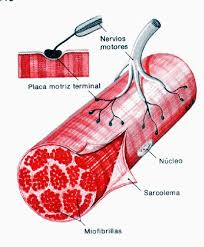 Nervios
motores
Placa motriz terminal
Núcleo
Sarcolema
Miofibrillas